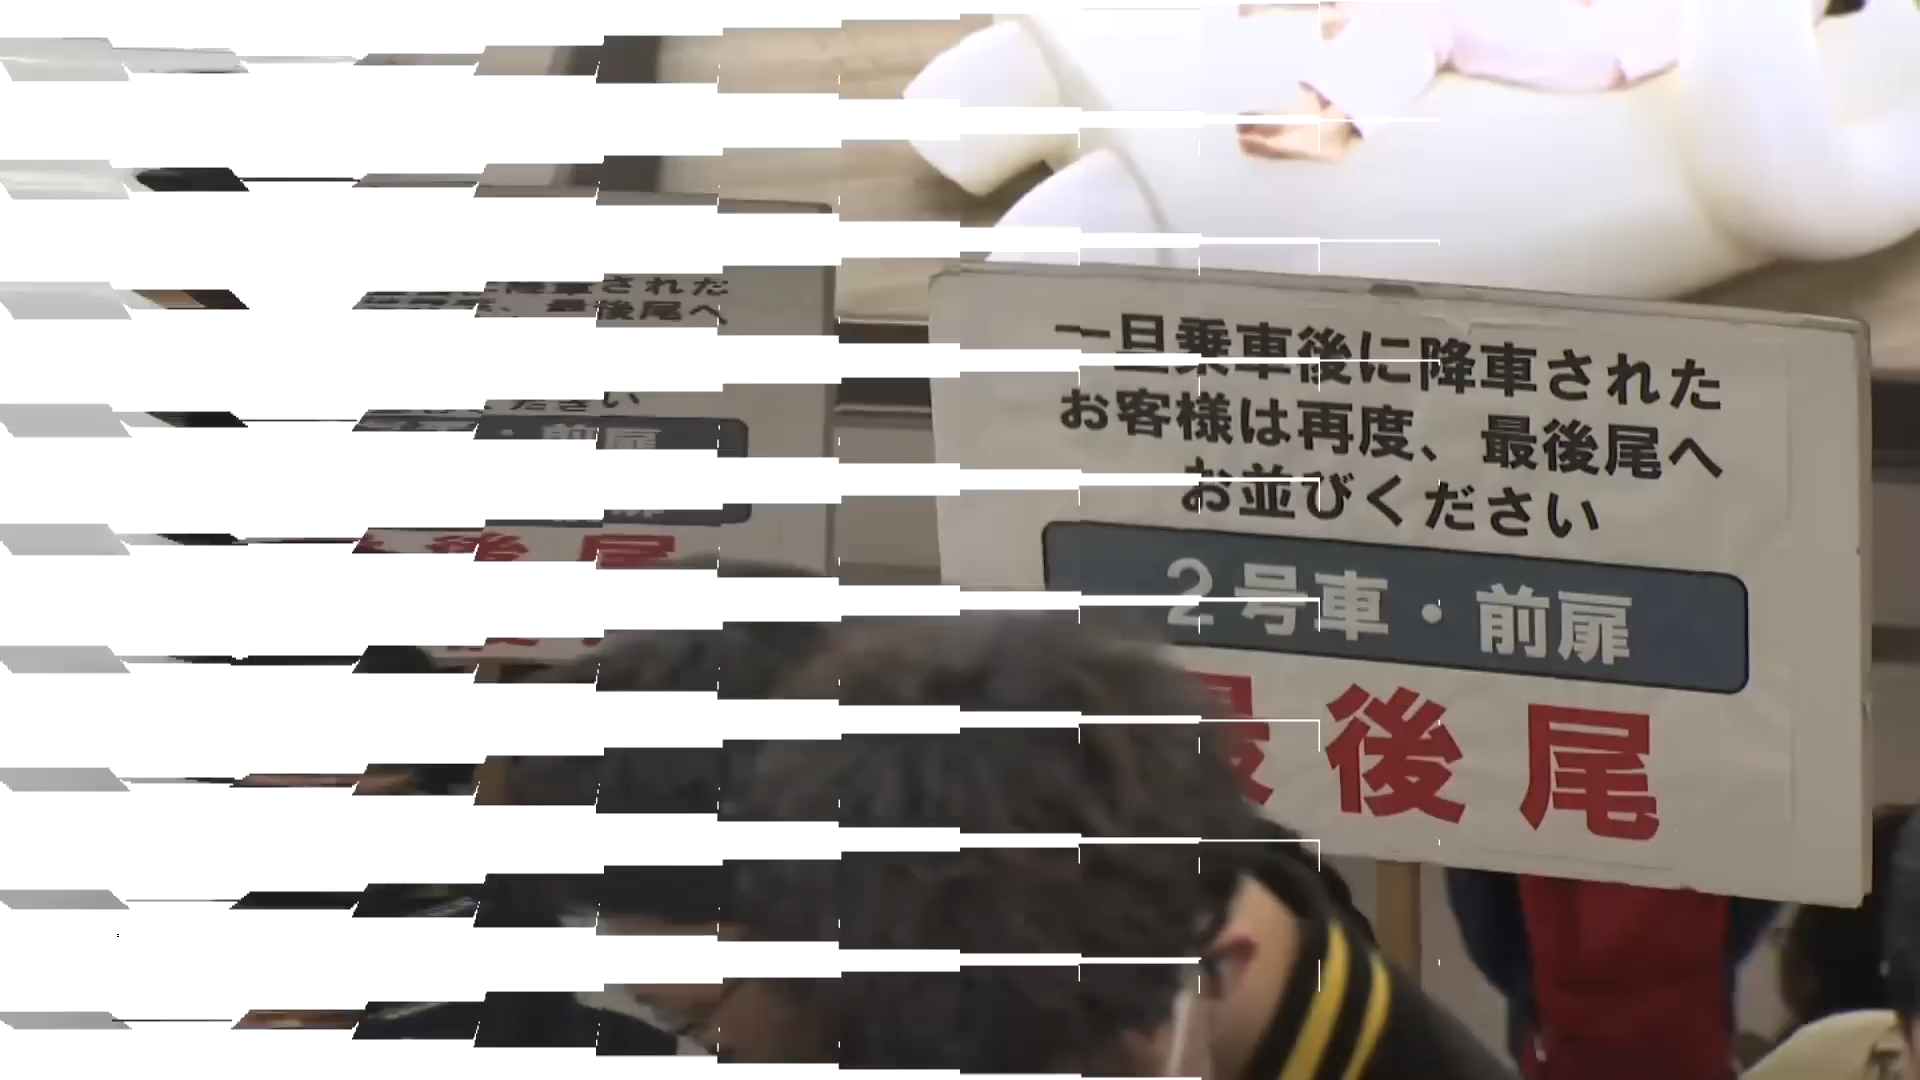 一旦乗車後に降車された
お客様は再度、最後尾へ
お並びください
2号車・前扉
最後尾